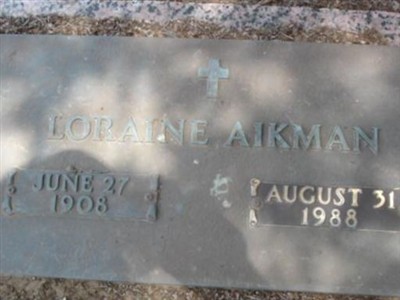 LORAINE AIKMAN
JUNE 27
1908
AUGUST 31
1988